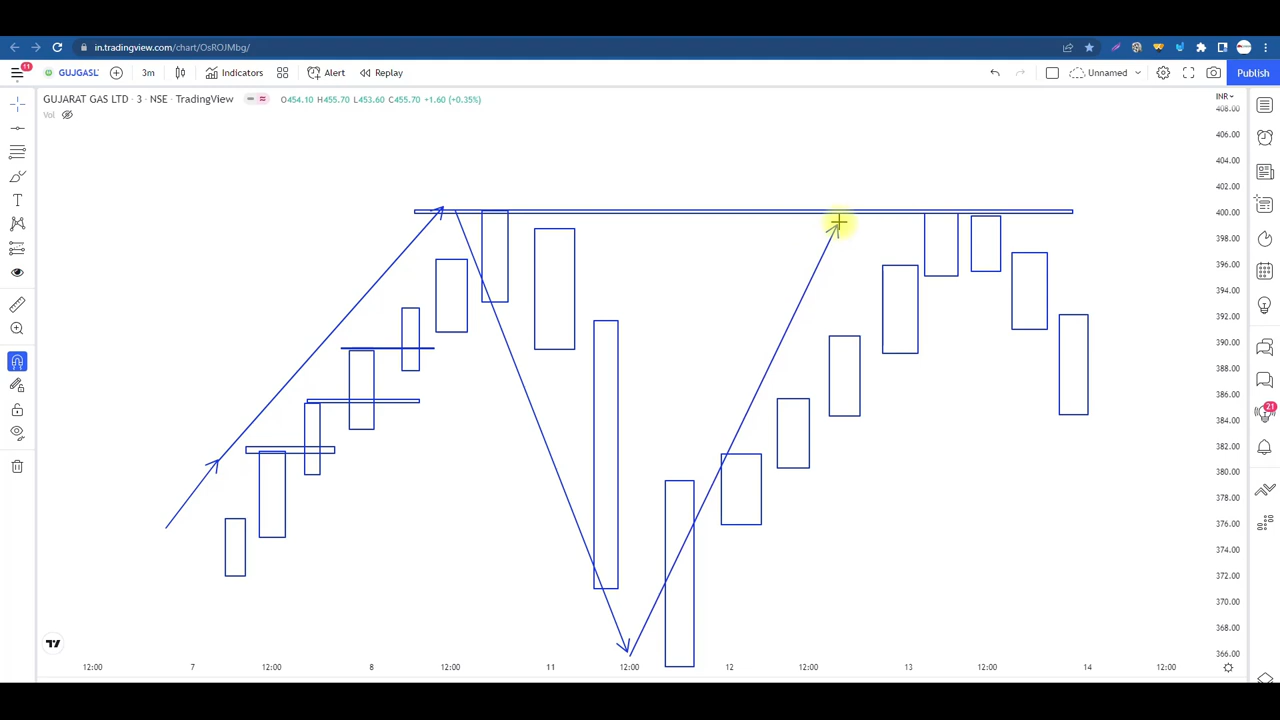 in.tradingview.com/chart/OsROJMbg/
11
GUJGASL
3m
Indicators
Alert
Replay
Unnamed
Publish
GUJARAT GAS LTD · 3 · NSE · TradingView
O454.10 H455.70 L453.60 C455.70 +1.60 (+0.35%)
Vol
INR
408.00
406.00
404.00
402.00
400.00
398.00
396.00
394.00
392.00
390.00
388.00
386.00
384.00
382.00
380.00
378.00
376.00
374.00
372.00
370.00
368.00
366.00
21
12:00 7 12:00 8 12:00 11 12:00 12 12:00 13 12:00 14 12:00